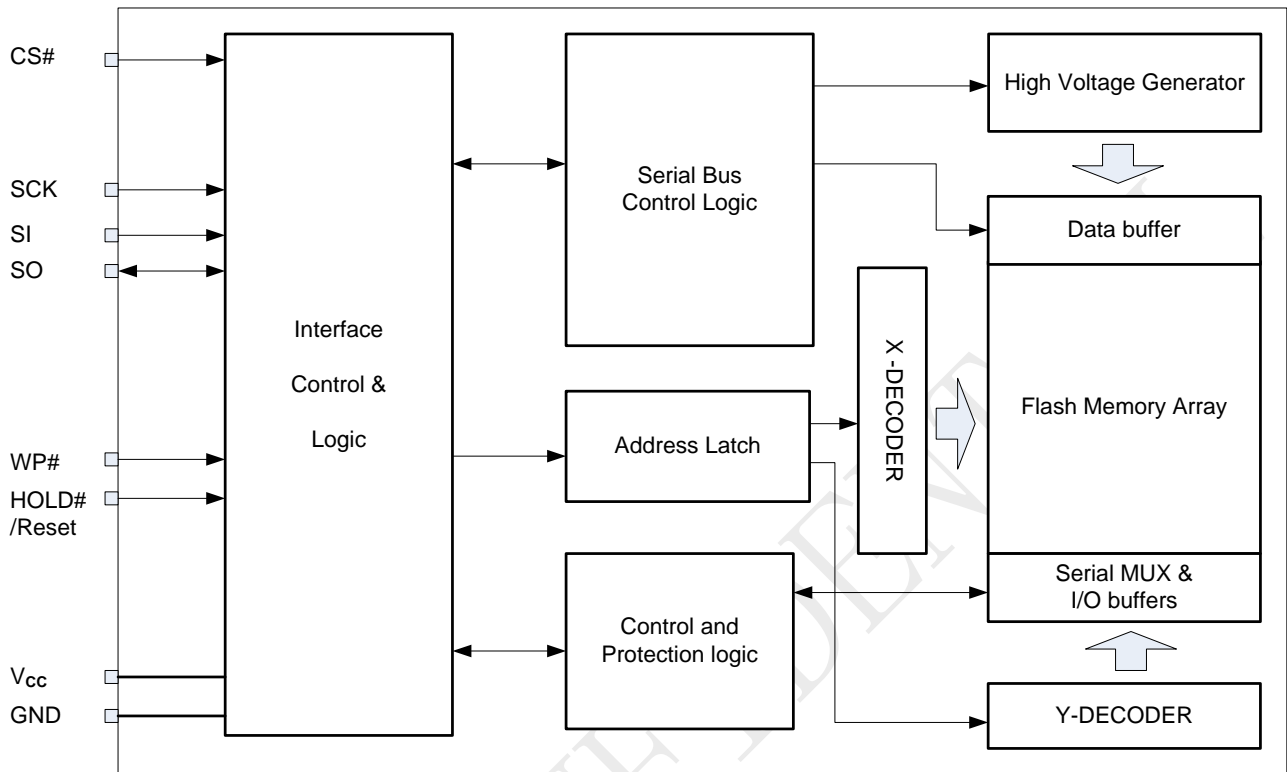 CS#
SCK
SI
SO
WP#
HOLD#
/Reset
Vcc
GND
Interface
Control &
Logic
Serial Bus
Control Logic
Address Latch
Control and
Protection logic
X -DECODER
High Voltage Generator
Data buffer
Flash Memory Array
Serial MUX &
I/O buffers
Y-DECODER